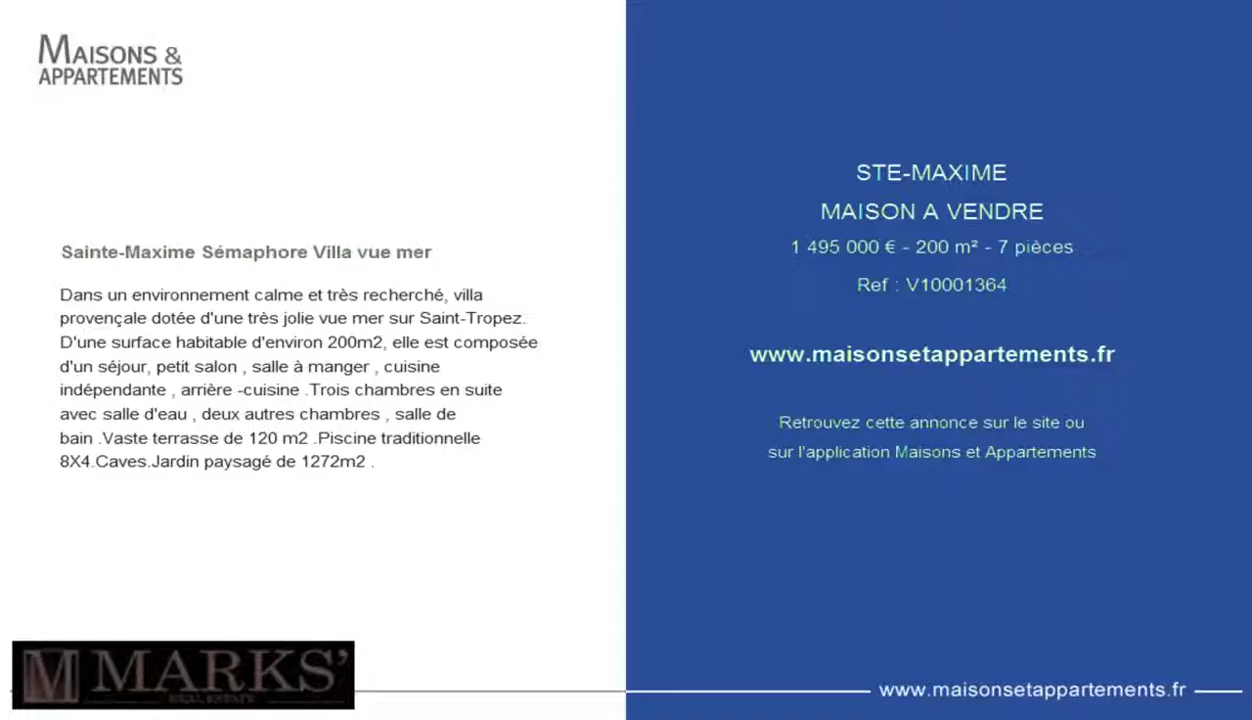 MAISONS &
APPARTEMENTS
Sainte-Maxime Sémaphore Villa vue mer
Dans un environnement calme et très recherché, villa
provençale dotée d'une très jolie vue mer sur Saint-Tropez.
D'une surface habitable d'environ 200m2, elle est composée
d'un séjour, petit salon , salle à manger , cuisine
indépendante , arrière -cuisine .Trois chambres en suite
avec salle d'eau , deux autres chambres , salle de
bain .Vaste terrasse de 120 m2 .Piscine traditionnelle
8X4.Caves.Jardin paysagé de 1272m2 .
M MARKS'
REAL ESTATE
STE-MAXIME
MAISON A VENDRE
1 495 000 € - 200 m² - 7 pièces
Ref : V10001364
www.maisonsetappartements.fr
Retrouvez cette annonce sur le site ou
sur l'application Maisons et Appartements
www.maisonsetappartements.fr